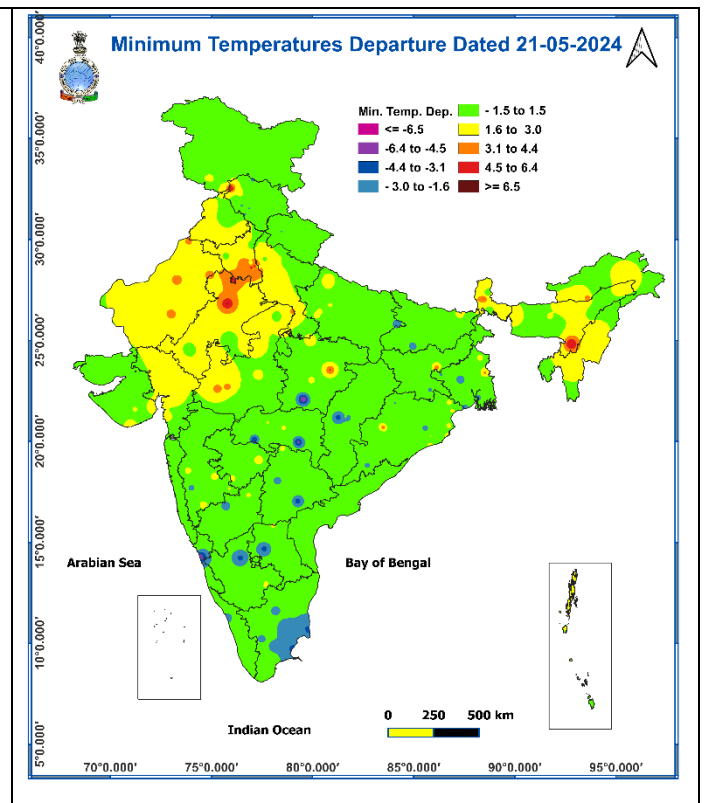 Minimum Temperatures Departure Dated 21-05-2024
Min. Temp. Dep.
<= -6.5
-6.4 to -4.5
-4.4 to -3.1
- 3.0 to -1.6
- 1.5 to 1.5
1.6 to 3.0
3.1 to 4.4
4.5 to 6.4
>= 6.5
40°0.000'
35°0.000'
30°0.000'
25°0.000'
20°0.000'
15°0.000'
10°0.000'
5°0.000'
Arabian Sea
Bay of Bengal
Indian Ocean
0 250 500 km
70°0.000' 75°0.000' 80°0.000' 85°0.000' 90°0.000' 95°0.000'